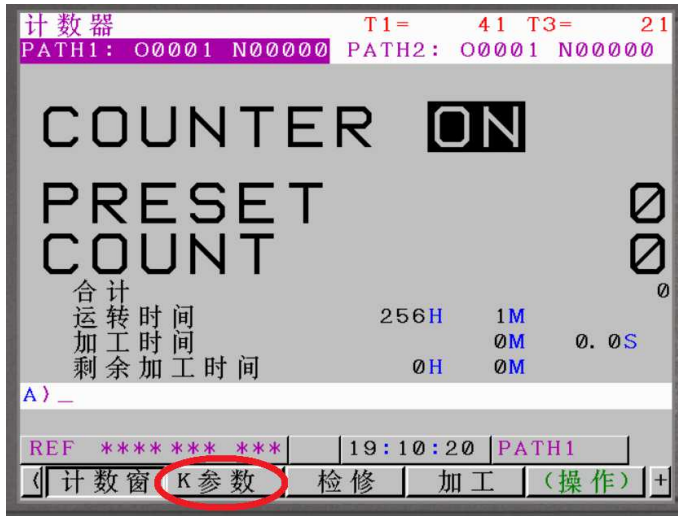 计数器 T1= 41 T3= 21
PATH1: O0001 N00000 PATH2: O0001 N00000
COUNTER ON
PRESET 0
COUNT 0
合计 0
运转时间 256H 1M
加工时间 0M 0.0S
剩余加工时间 0H 0M
A)_
REF **** *** *** 19:10:20 PATH1
( 计数窗 K参数 检修 加工 (操作) +